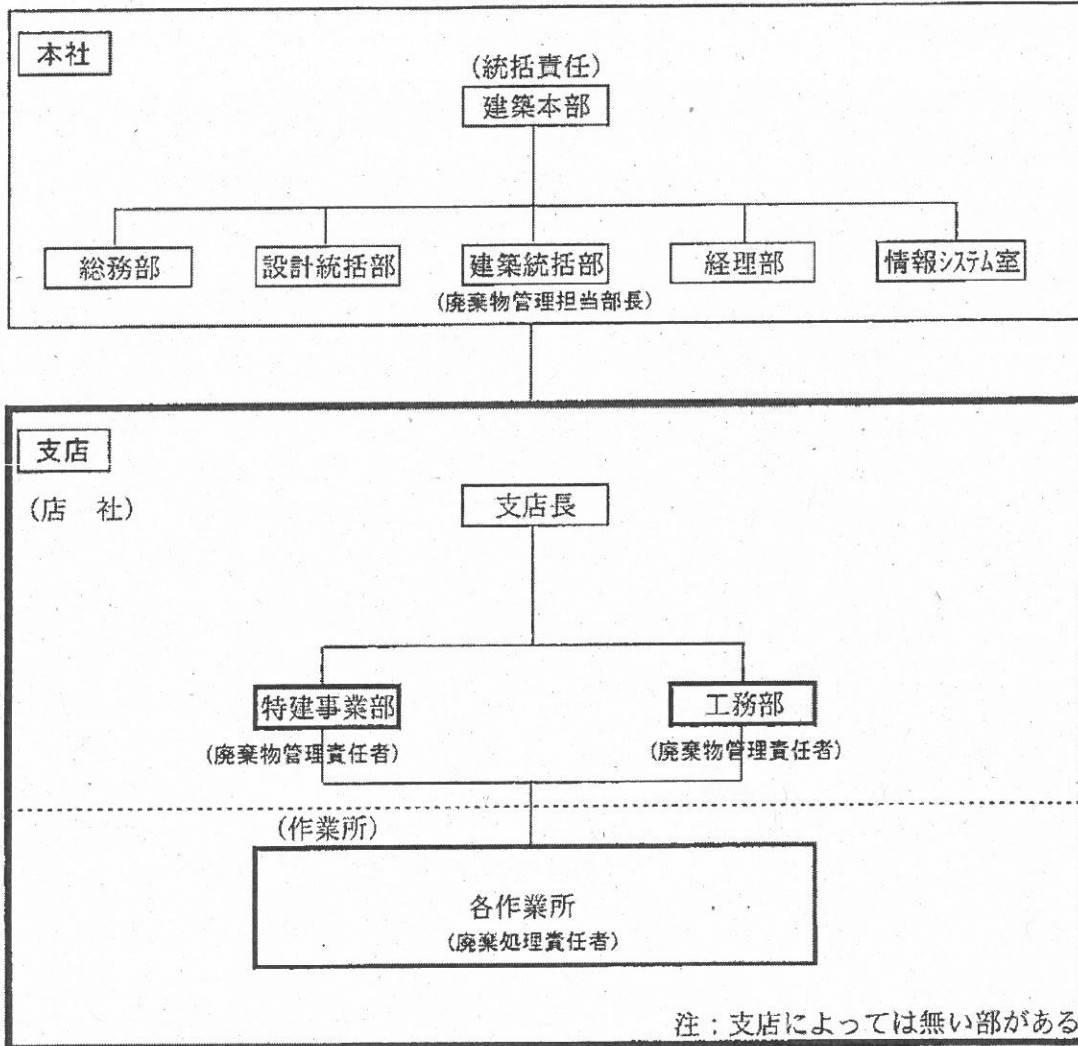 本社
(統括責任)
建築本部
総務部 設計統括部 建築統括部 経理部 情報システム室
(廃棄物管理担当部長)
支店
(店 社)
支店長
特建事業部 工務部
(廃棄物管理責任者) (廃棄物管理責任者)
(作業所)
各作業所
(廃棄処理責任者)
注：支店によっては無い部がある